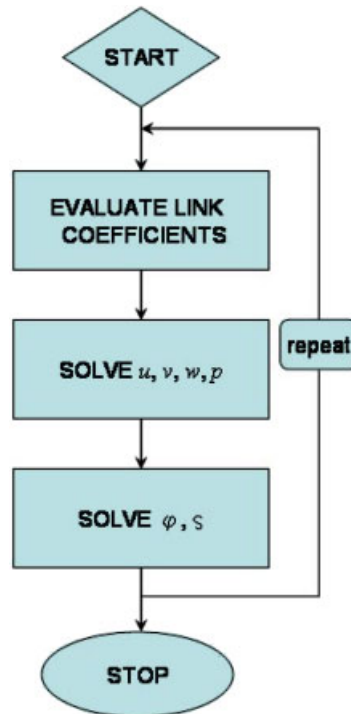 START
EVALUATE LINK
COEFFICIENTS
SOLVE u, v, w, p
repeat
SOLVE φ, ς
STOP